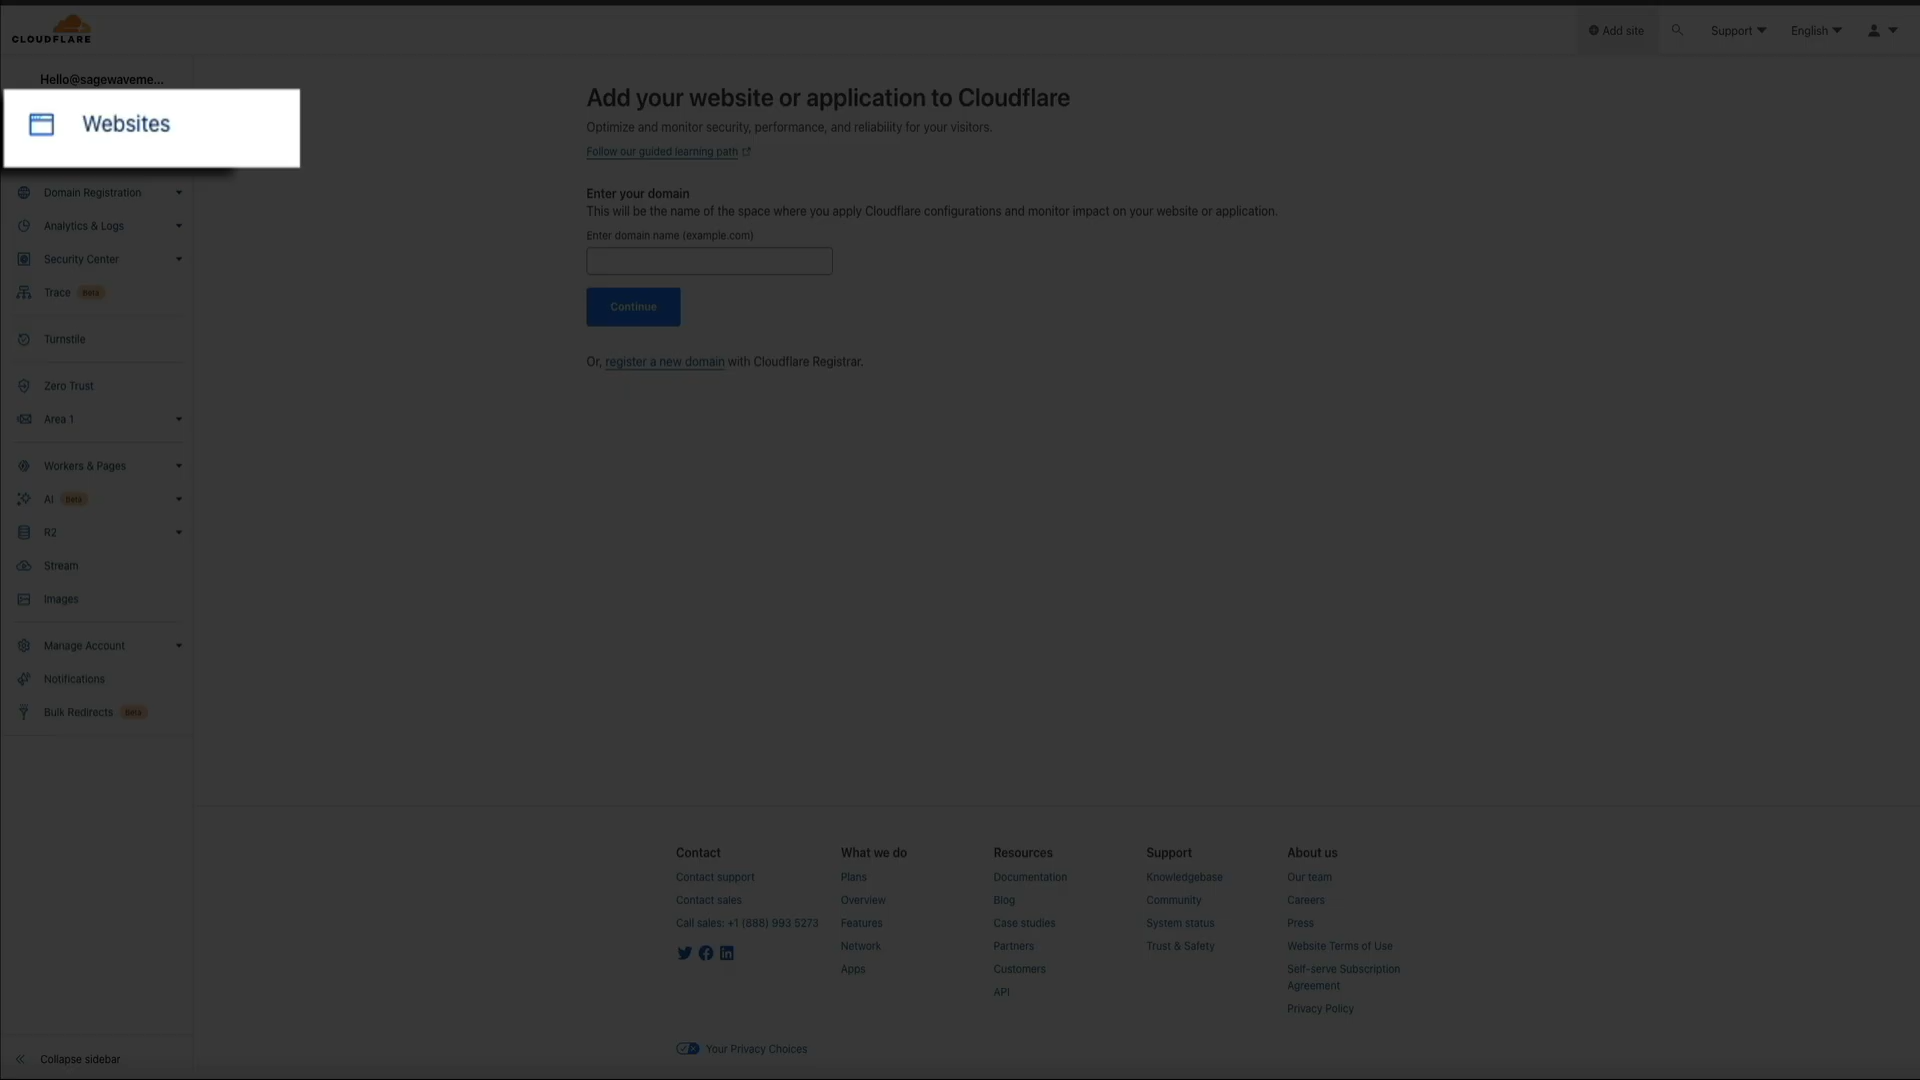 CLOUDFLARE
Add site
Support
English
Hello@sagewaveme...
Websites
Domain Registration
Analytics & Logs
Security Center
Trace Beta
Turnstile
Zero Trust
Area 1
Workers & Pages
AI Beta
R2
Stream
Images
Manage Account
Notifications
Bulk Redirects Beta
Collapse sidebar
Add your website or application to Cloudflare
Optimize and monitor security, performance, and reliability for your visitors.
Follow our guided learning path
Enter your domain
This will be the name of the space where you apply Cloudflare configurations and monitor impact on your website or application.
Enter domain name (example.com)
Continue
Or, register a new domain with Cloudflare Registrar.
Contact
Contact support
Contact sales
Call sales: +1 (888) 993 5273
What we do
Plans
Overview
Features
Network
Apps
Resources
Documentation
Blog
Case studies
Partners
Customers
API
Support
Knowledgebase
Community
System status
Trust & Safety
About us
Our team
Careers
Press
Website Terms of Use
Self-serve Subscription
Agreement
Privacy Policy
Your Privacy Choices